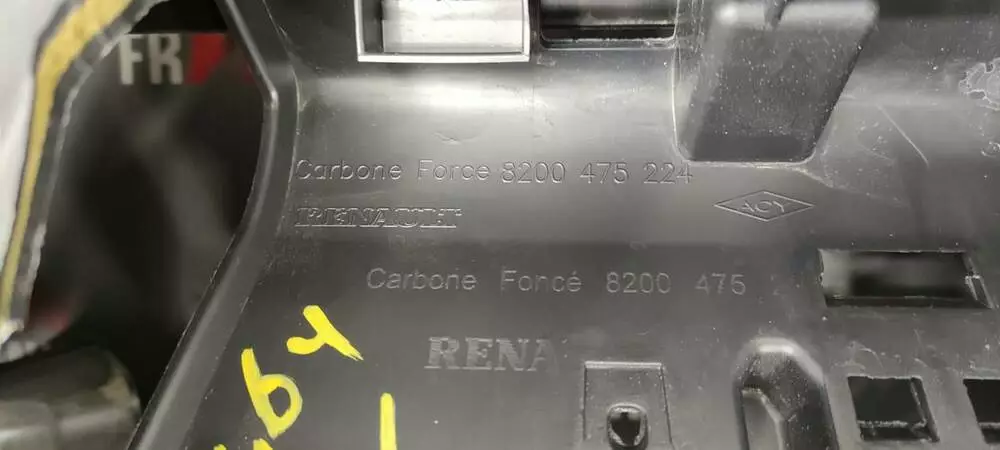 FR
Carbone Force 8200 475 224
RENAULT
ACY
Carbone Foncé 8200 475
RENA